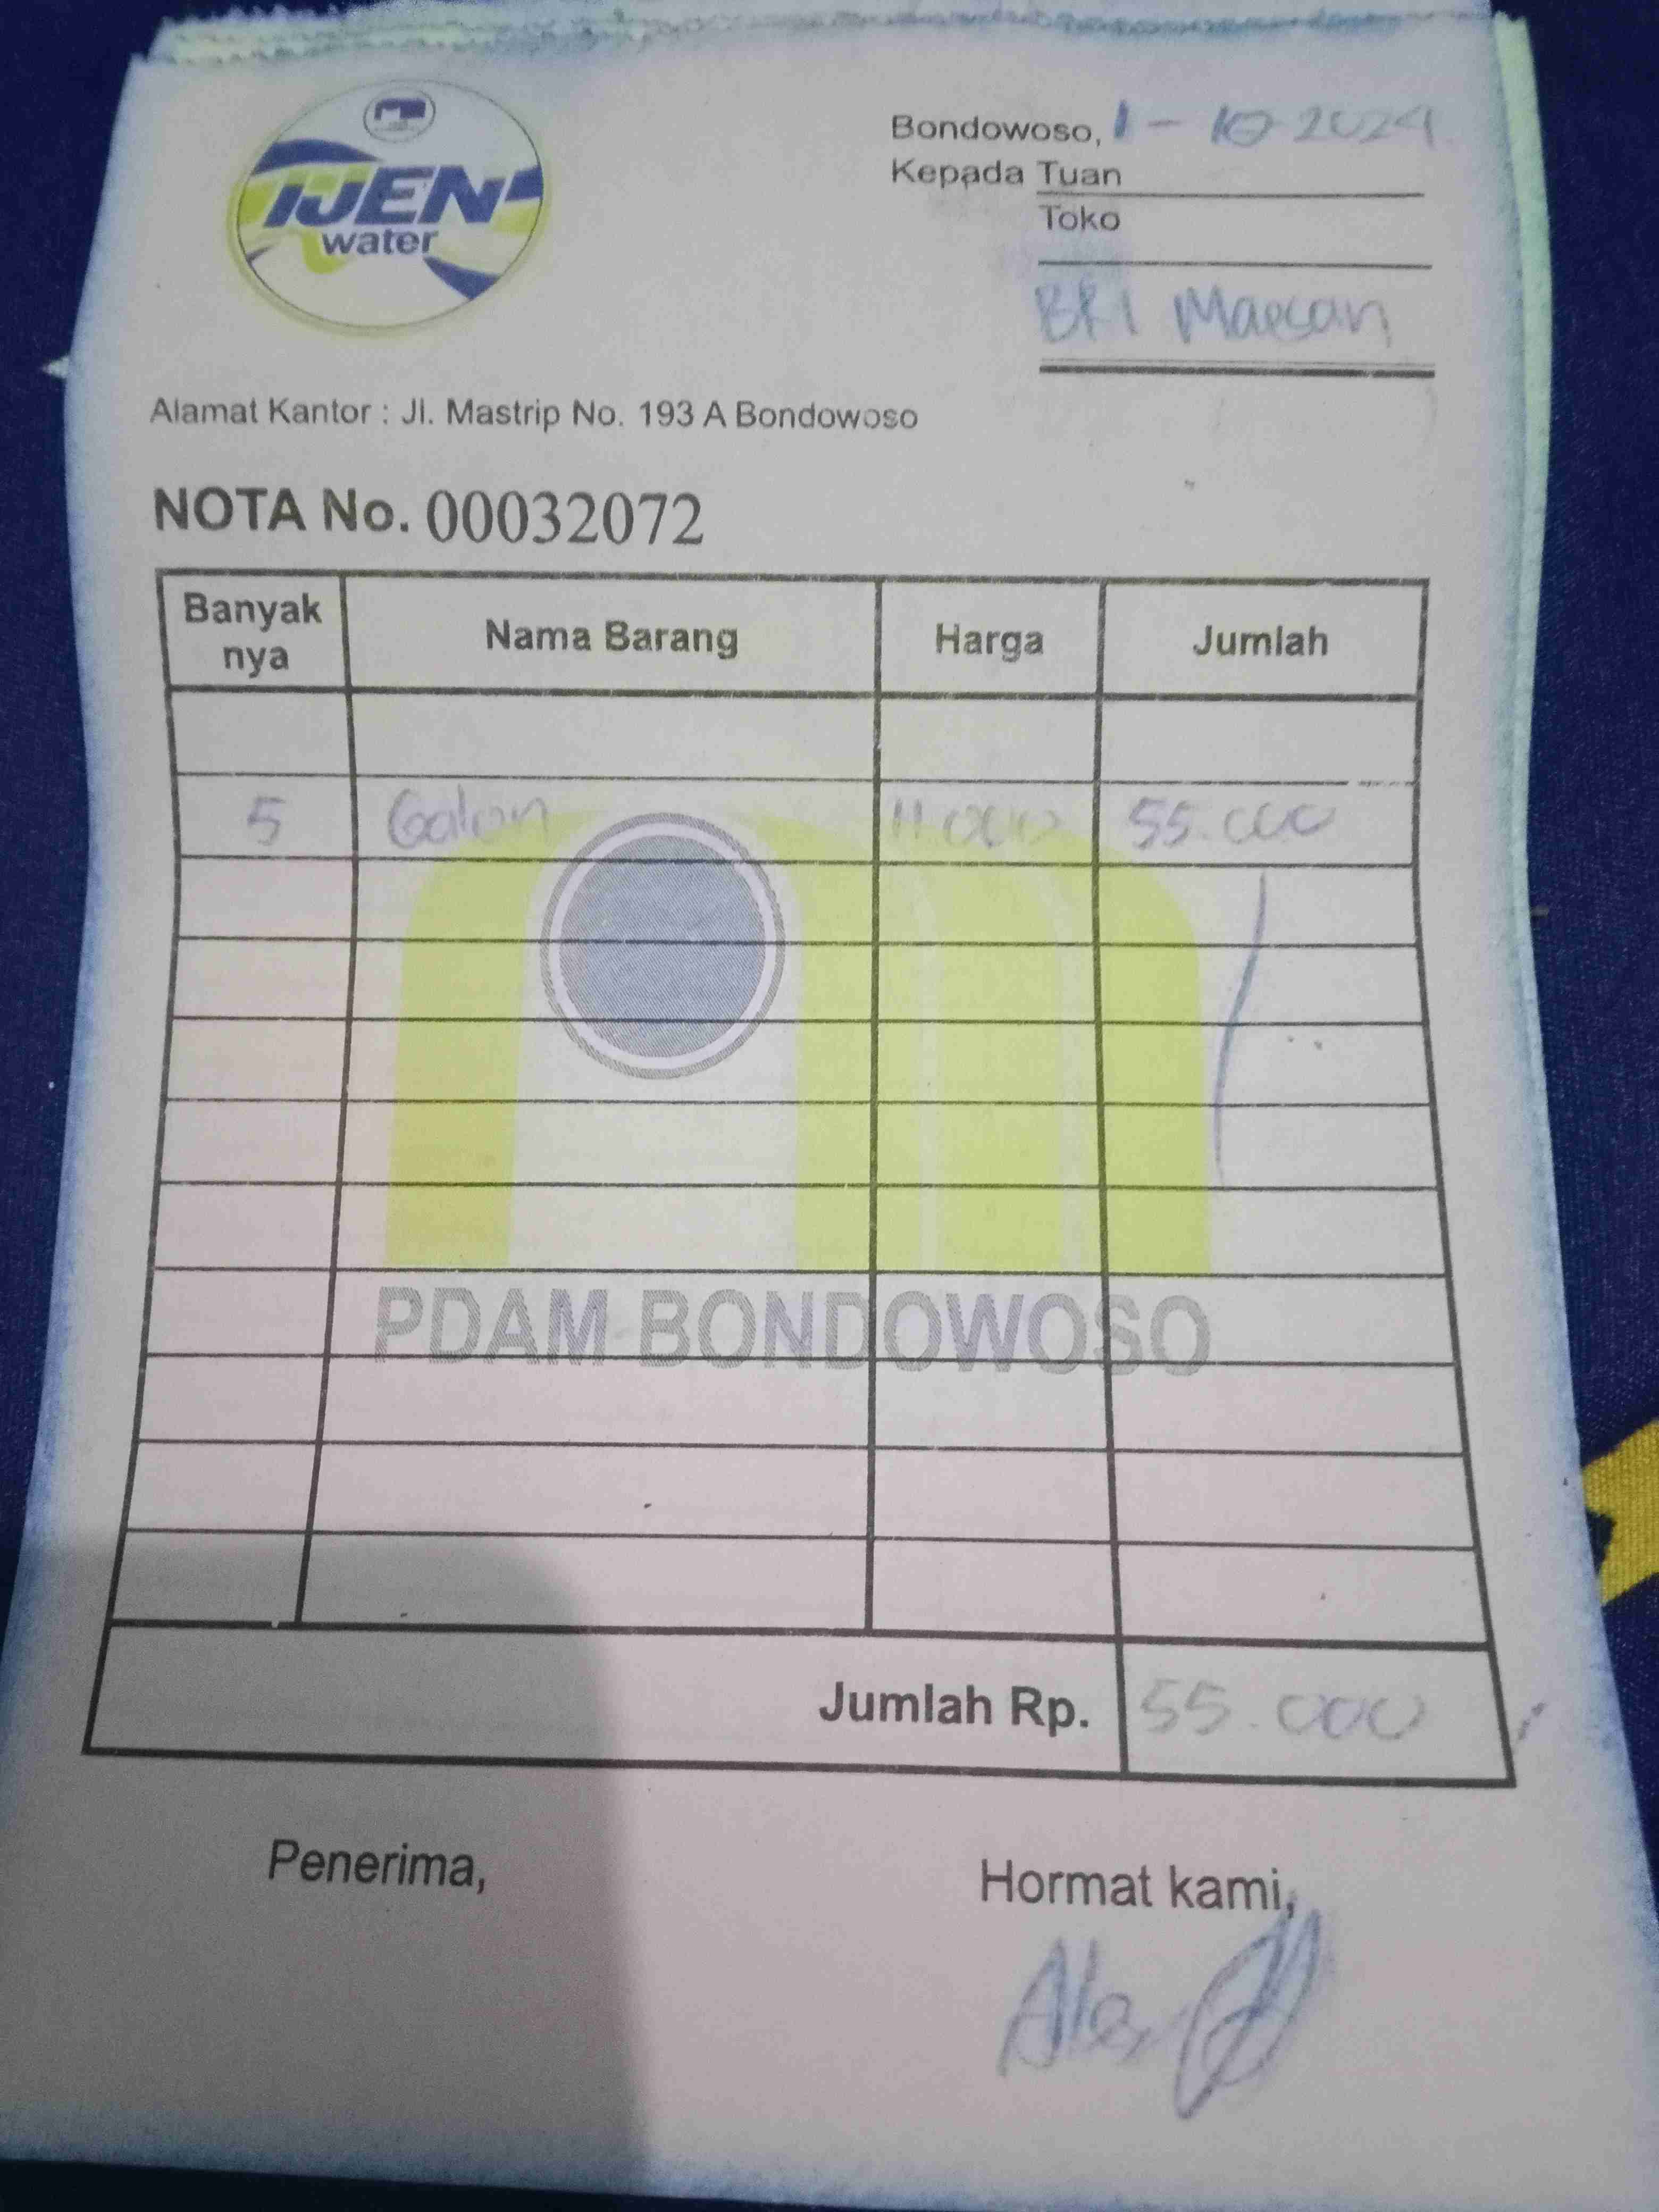 IJEN
water
Bondowoso, 1 - 10 2024
Kepada Tuan
Toko
BRI Maesan
Alamat Kantor : Jl. Mastrip No. 193 A Bondowoso
NOTA No. 00032072
Banyak nya Nama Barang Harga Jumlah
5 Galon 11.000 55.000
PDAM BONDOWOSO
Jumlah Rp. 55.000
Penerima, Hormat kami,